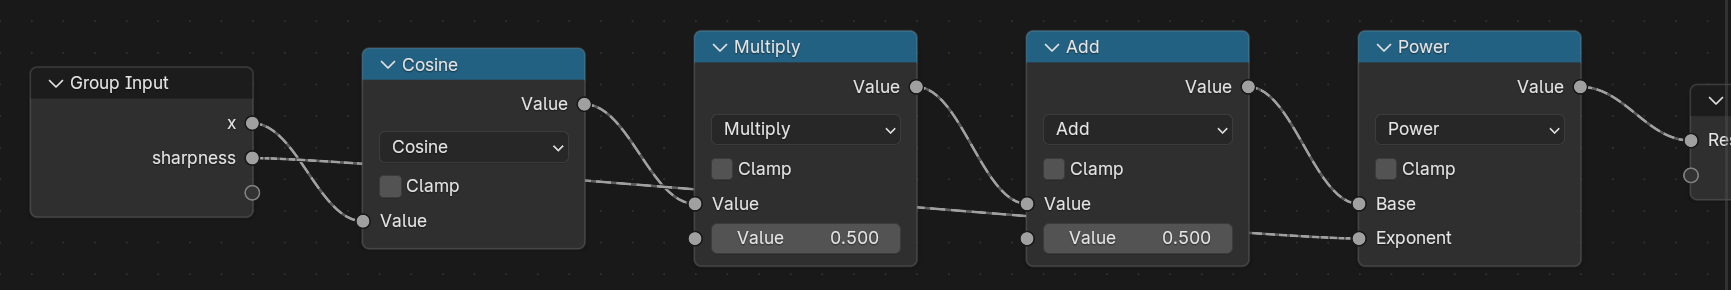 Group Input
x
sharpness
Cosine
Value
Cosine
Clamp
Value
Multiply
Value
Multiply
Clamp
Value
Value 0.500
Add
Value
Add
Clamp
Value
Value 0.500
Power
Value
Power
Clamp
Base
Exponent